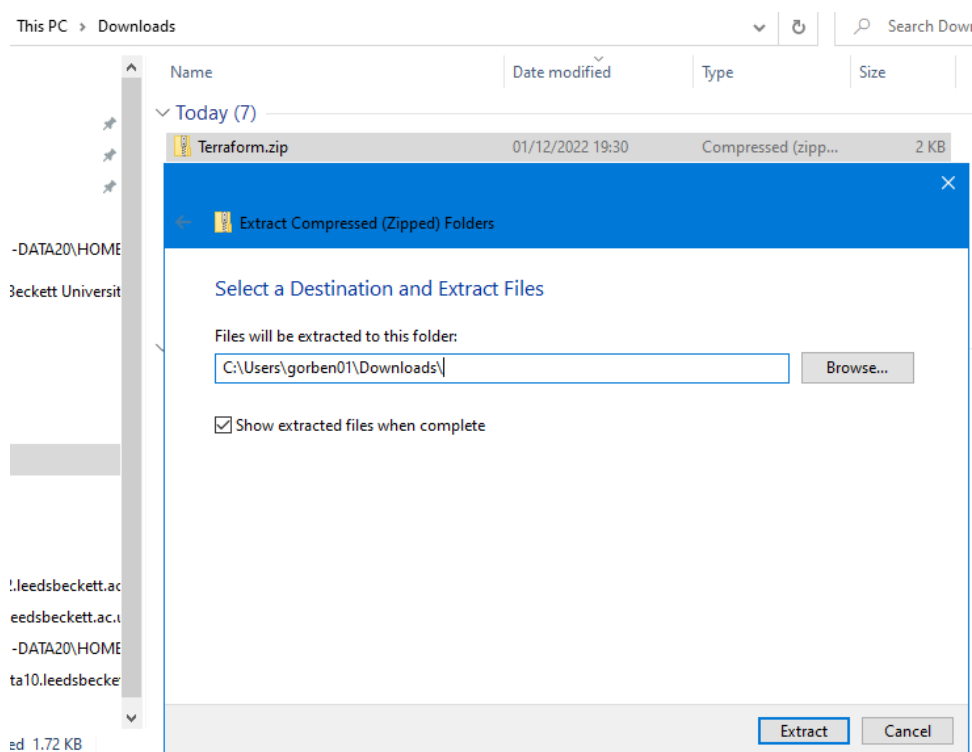 This PC > Downloads
Search Dow
Name Date modified Type Size
Today (7)
Terraform.zip 01/12/2022 19:30 Compressed (zipp... 2 KB
Extract Compressed (Zipped) Folders
-DATA20\HOME
Select a Destination and Extract Files
Beckett Universit
Files will be extracted to this folder:
C:\Users\gorben01\Downloads\
Browse...
Show extracted files when complete
2.leedsbeckett.ac
eedsbeckett.ac.u
-DATA20\HOME
ta10.leedsbecke
Extract Cancel
ed 1.72 KB